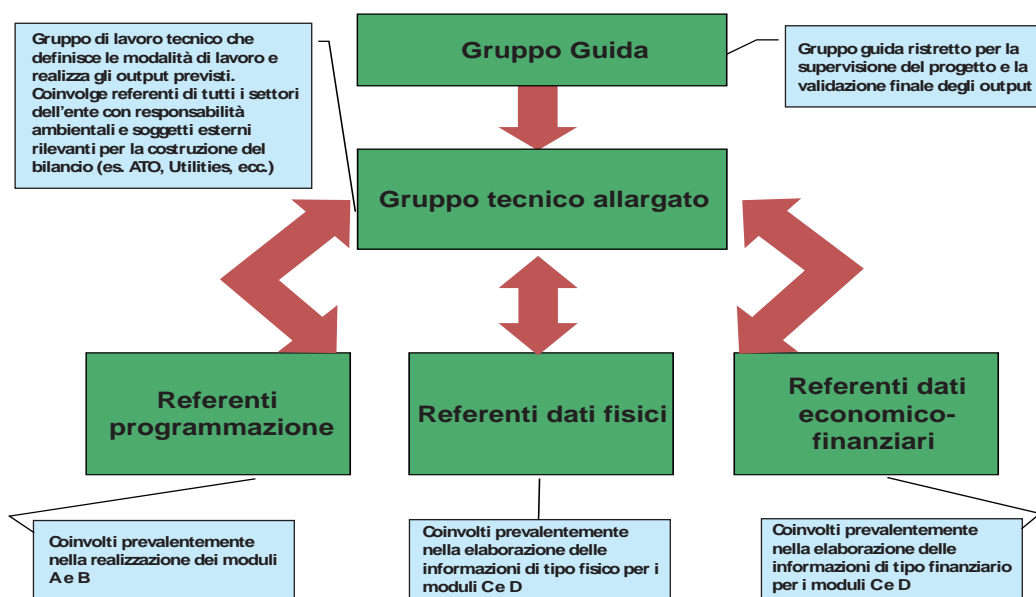 Gruppo di lavoro tecnico che
definisce le modalità di lavoro e
realizza gli output previsti.
Coinvolge referenti di tutti i settori
dell'ente con responsabilità
ambientali e soggetti esterni
rilevanti per la costruzione del
bilancio (es. ATO, Utilities, ecc.)
Gruppo Guida
Gruppo guida ristretto per la
supervisione del progetto e la
validazione finale degli output
Gruppo tecnico allargato
Referenti
programmazione
Referenti dati fisici
Referenti dati
economico-
finanziari
Coinvolti prevalentemente
nella realizzazione dei moduli
A e B
Coinvolti prevalentemente
nella elaborazione delle
informazioni di tipo fisico per i
moduli C e D
Coinvolti prevalentemente
nella elaborazione delle
informazioni di tipo finanziario
per i moduli C e D